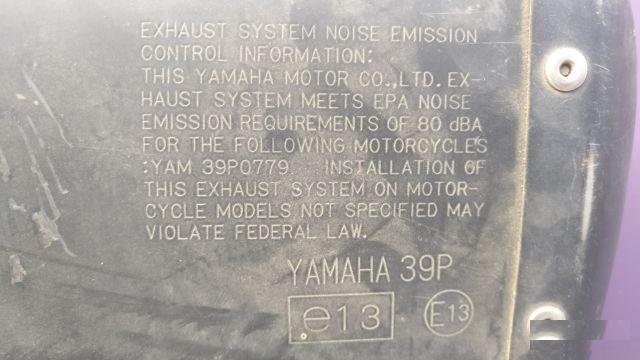 EXHAUST SYSTEM NOISE EMISSION
CONTROL INFORMATION:
THIS YAMAHA MOTOR CO.,LTD. EX-
HAUST SYSTEM MEETS EPA NOISE
EMISSION REQUIREMENTS OF 80 dBA
FOR THE FOLLOWING MOTORCYCLES
:YAM 39P0779. INSTALLATION OF
THIS EXHAUST SYSTEM ON MOTOR-
CYCLE MODELS NOT SPECIFIED MAY
VIOLATE FEDERAL LAW.
YAMAHA 39P
e13 E13